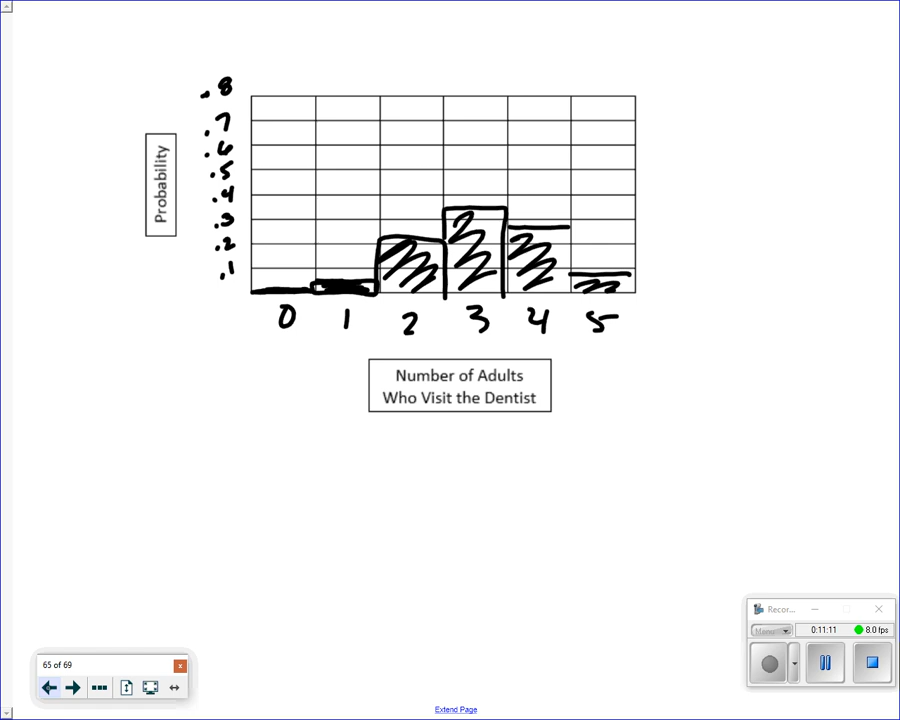 .8
.7
.6
.5
.4
.3
.2
.1
Probability
0 1 2 3 4 5
Number of Adults
Who Visit the Dentist
Recor...
0:11:11 8.0 fps
65 of 69
Extend Page